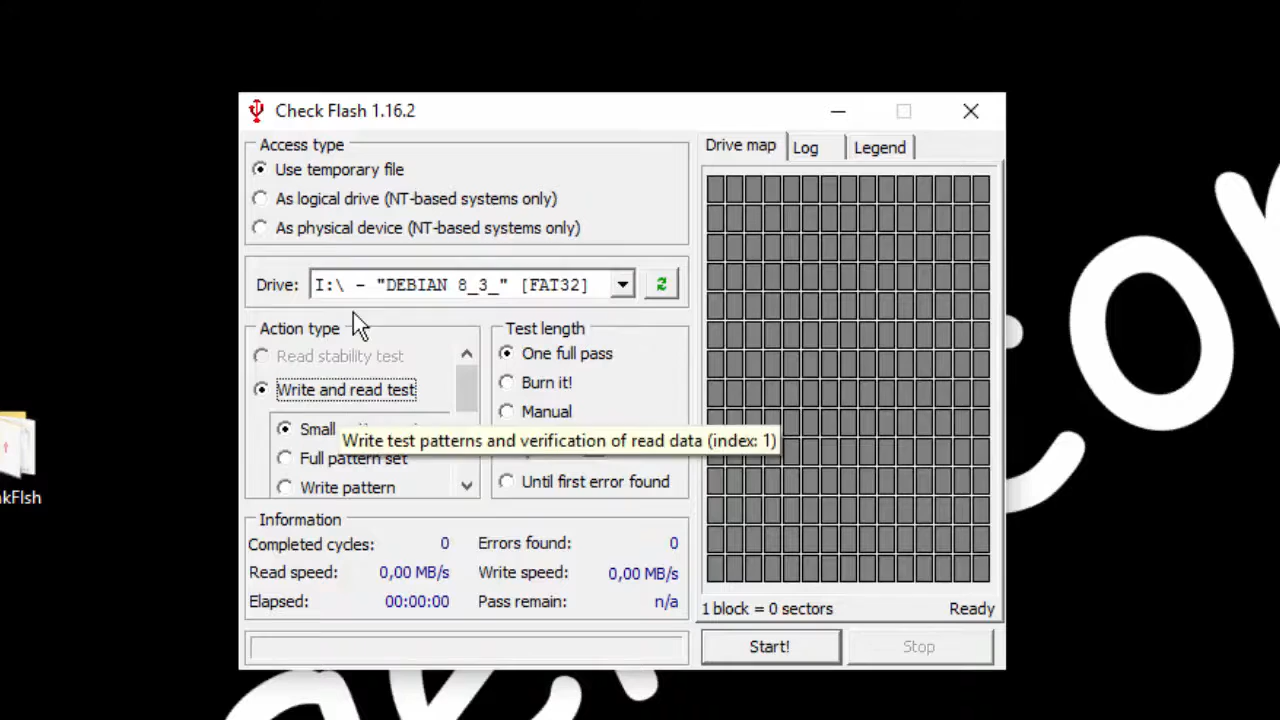 Check Flash 1.16.2
Access type
Use temporary file
As logical drive (NT-based systems only)
As physical device (NT-based systems only)
Drive: I:\ - "DEBIAN 8_3_" [FAT32]
Action type
Read stability test
Write and read test
Small
Full pattern set
Write pattern
Write test patterns and verification of read data (index: 1)
Test length
One full pass
Burn it!
Manual
Until first error found
Information
Completed cycles: 0 Errors found: 0
Read speed: 0,00 MB/s Write speed: 0,00 MB/s
Elapsed: 00:00:00 Pass remain: n/a
Drive map Log Legend
1 block = 0 sectors Ready
Start! Stop